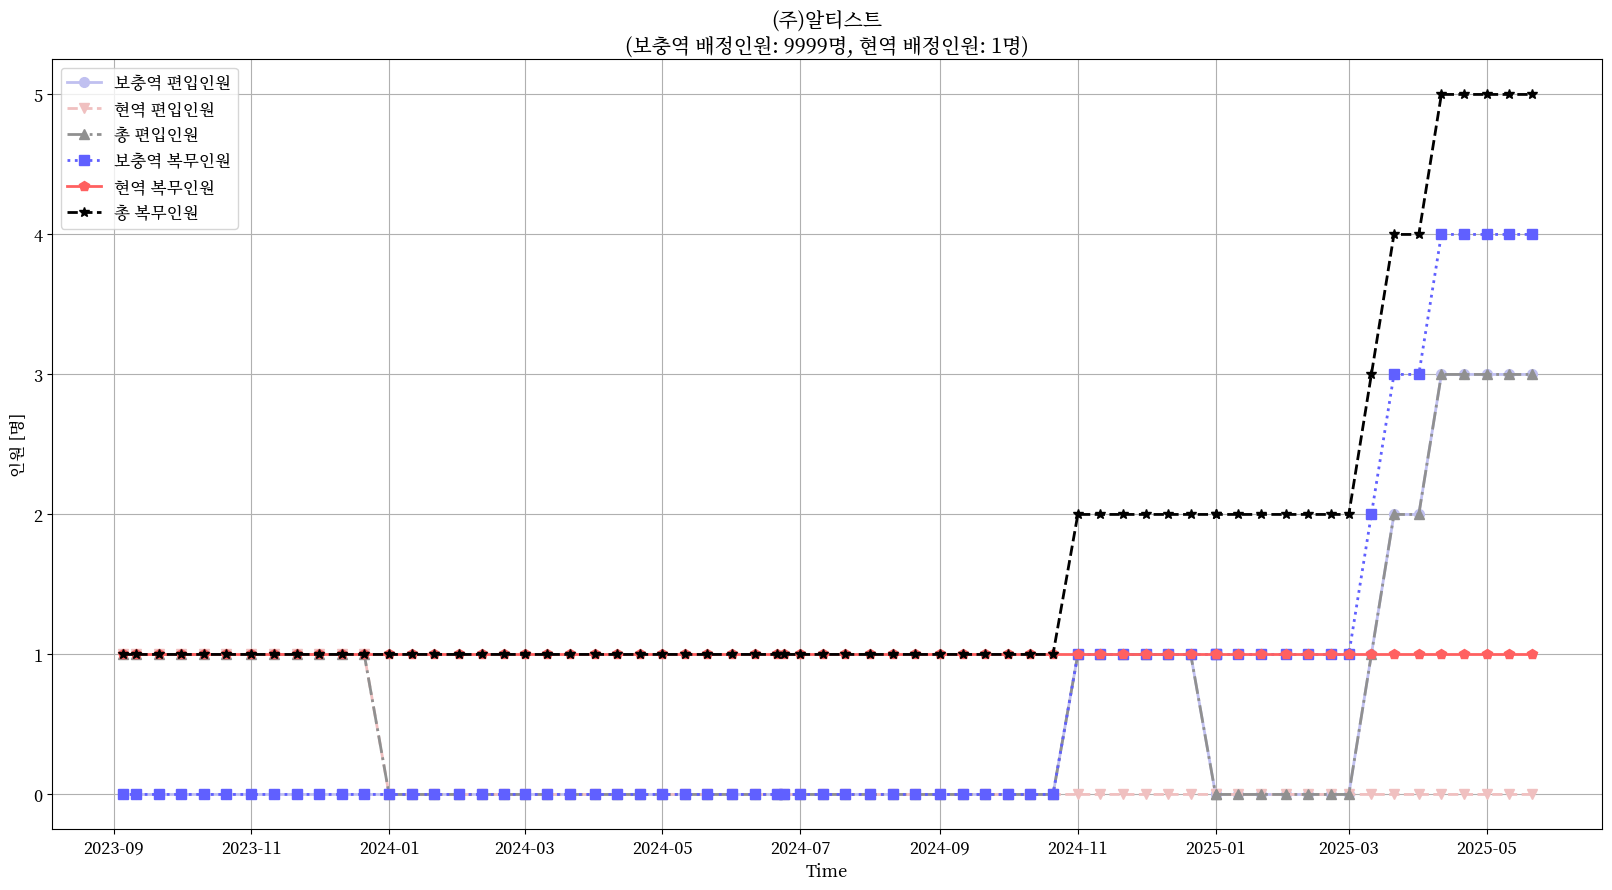 (주)알티스트
(보충역 배정인원: 9999명, 현역 배정인원: 1명)
보충역 편입인원
현역 편입인원
총 편입인원
보충역 복무인원
현역 복무인원
총 복무인원
인원 [명]
5
4
3
2
1
0
2023-09
2023-11
2024-01
2024-03
2024-05
2024-07
2024-09
2024-11
2025-01
2025-03
2025-05
Time